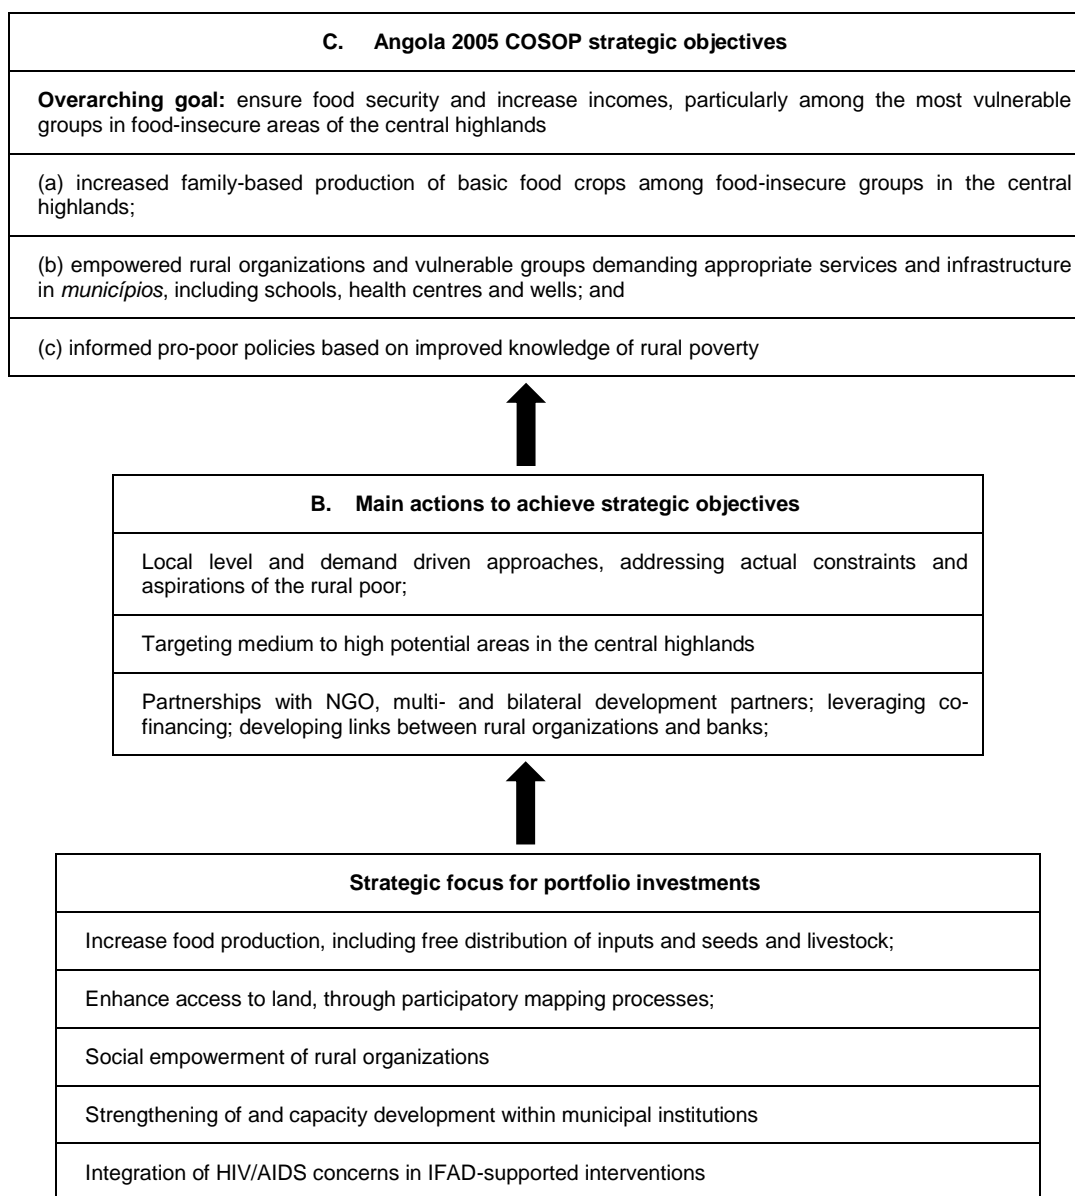 C. Angola 2005 COSOP strategic objectives
Overarching goal: ensure food security and increase incomes, particularly among the most vulnerable
groups in food-insecure areas of the central highlands
(a) increased family-based production of basic food crops among food-insecure groups in the central
highlands;
(b) empowered rural organizations and vulnerable groups demanding appropriate services and infrastructure
in municípios, including schools, health centres and wells; and
(c) informed pro-poor policies based on improved knowledge of rural poverty
B. Main actions to achieve strategic objectives
Local level and demand driven approaches, addressing actual constraints and
aspirations of the rural poor;
Targeting medium to high potential areas in the central highlands
Partnerships with NGO, multi- and bilateral development partners; leveraging co-
financing; developing links between rural organizations and banks;
Strategic focus for portfolio investments
Increase food production, including free distribution of inputs and seeds and livestock;
Enhance access to land, through participatory mapping processes;
Social empowerment of rural organizations
Strengthening of and capacity development within municipal institutions
Integration of HIV/AIDS concerns in IFAD-supported interventions